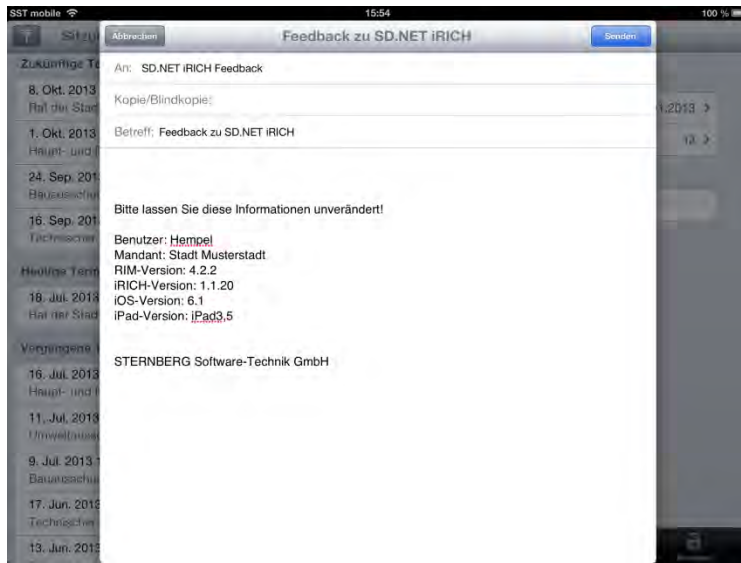 SST mobile
15:54
100 %
Abbrechen
Feedback zu SD.NET iRICH
Senden
An: SD.NET iRICH Feedback
Kopie/Blindkopie:
Betreff: Feedback zu SD.NET iRICH
Bitte lassen Sie diese Informationen unverändert!
Benutzer: Hempel
Mandant: Stadt Musterstadt
RIM-Version: 4.2.2
iRICH-Version: 1.1.20
iOS-Version: 6.1
iPad-Version: iPad3,5
STERNBERG Software-Technik GmbH
Zukünftige Te
8. Okt. 2013
Rat der Stad
1. Okt. 2013
Haupt- und
24. Sep. 201
Bauausschu
16. Sep. 201
Technischer
Heutige Term
18. Jul. 2013
Rat der Stad
Vergangene
16. Jul. 2013
Haupt- und
11. Jul. 2013
9. Jul. 2013 1
Bauausschu
17. Jun. 2013
Technischer
13. Jun. 2013
.2013